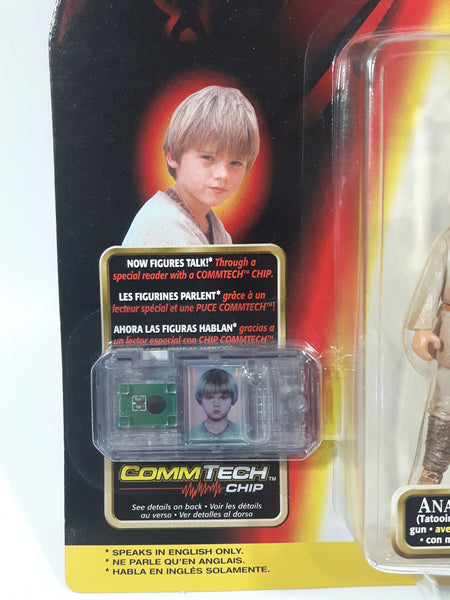 NOW FIGURES TALK!* Through a
special reader with a COMMTECH™ CHIP.
LES FIGURINES PARLENT* grâce à un
lecteur spécial et une PUCE COMMTECH™!
AHORA LAS FIGURAS HABLAN* gracias a
un lector especial con CHIP COMMTECH™
COMMTECH™
CHIP
See details on back • Voir les détails
au verso • Ver detalles al dorso
* SPEAKS IN ENGLISH ONLY.
* NE PARLE QU'EN ANGLAIS.
* HABLA EN INGLÉS SOLAMENTE.
ANA
(Tatooin
gun • ave
• con m